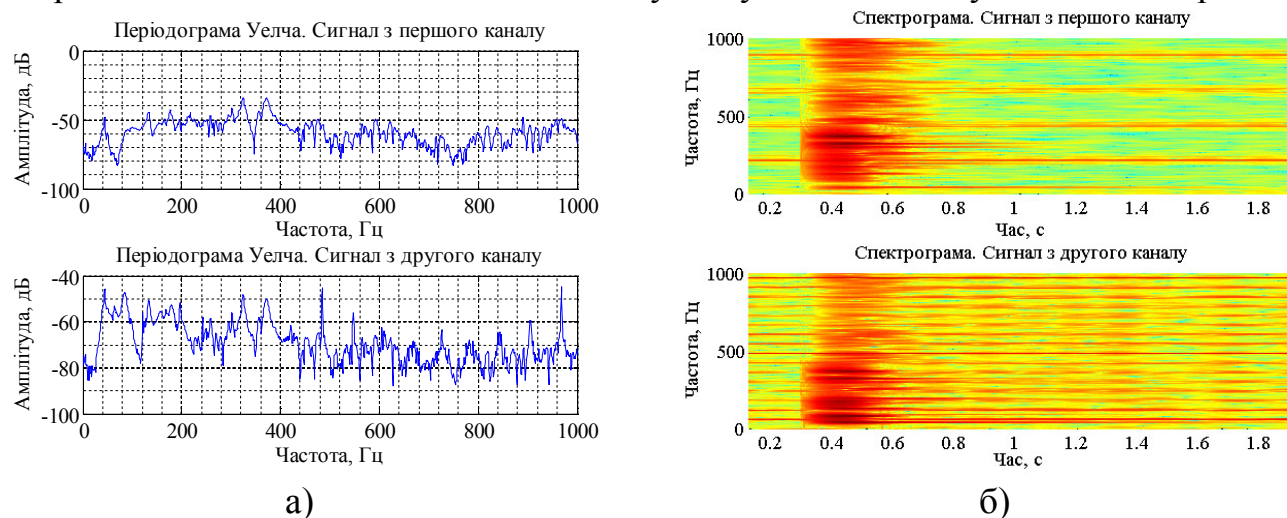 Періодограма Уелча. Сигнал з першого каналу
Амплітуда, дБ
0
-50
-100
0 200 400 600 800 1000
Частота, Гц
Періодограма Уелча. Сигнал з другого каналу
Амплітуда, дБ
-40
-60
-80
-100
0 200 400 600 800 1000
Частота, Гц
а)
Спектрограма. Сигнал з першого каналу
Частота, Гц
1000
500
0
0.2 0.4 0.6 0.8 1 1.2 1.4 1.6 1.8
Час, с
Спектрограма. Сигнал з другого каналу
Частота, Гц
1000
500
0
0.2 0.4 0.6 0.8 1 1.2 1.4 1.6 1.8
Час, с
б)